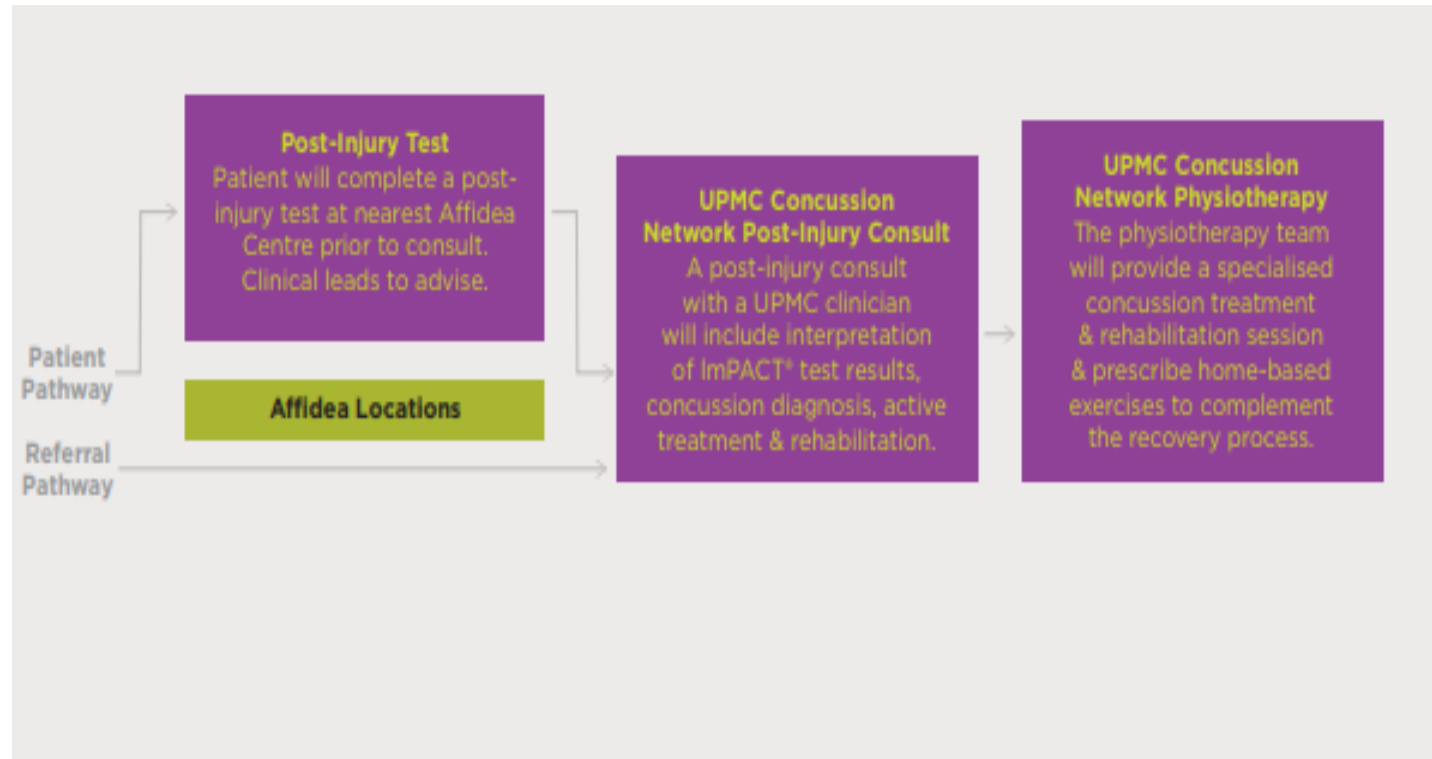 Patient
Pathway
Referral
Pathway
Post-Injury Test
Patient will complete a post-
injury test at nearest Affidea
Centre prior to consult.
Clinical leads to advise.
Affidea Locations
UPMC Concussion
Network Post-Injury Consult
A post-injury consult
with a UPMC clinician
will include interpretation
of ImPACT® test results,
concussion diagnosis, active
treatment & rehabilitation.
UPMC Concussion
Network Physiotherapy
The physiotherapy team
will provide a specialised
concussion treatment
& rehabilitation session
& prescribe home-based
exercises to complement
the recovery process.